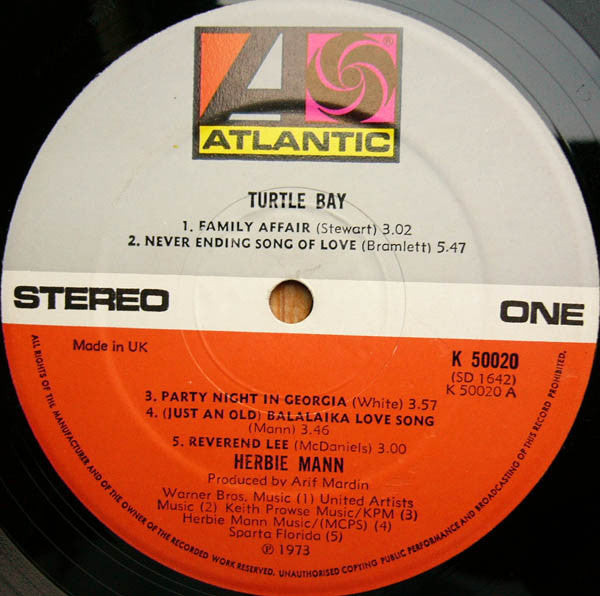 ATLANTIC
®
TURTLE BAY
1. FAMILY AFFAIR (Stewart) 3.02
2. NEVER ENDING SONG OF LOVE (Bramlett) 5.47
STEREO
ONE
Made in UK
K 50020
(SD 1642)
K 50020 A
3. PARTY NIGHT IN GEORGIA (White) 3.57
4. (JUST AN OLD) BALALAIKA LOVE SONG
(Mann) 3.46
5. REVEREND LEE (McDaniels) 3.00
HERBIE MANN
Produced by Arif Mardin
Warner Bros. Music (1) United Artists
Music (2) Keith Prowse Music/KPM (3)
Herbie Mann Music/(MCPS) (4)
Sparta Florida (5)
℗ 1973
ALL RIGHTS OF THE MANUFACTURER AND OF THE OWNER OF THE RECORDED WORK RESERVED. UNAUTHORISED COPYING PUBLIC PERFORMANCE AND BROADCASTING OF THIS RECORD PROHIBITED.